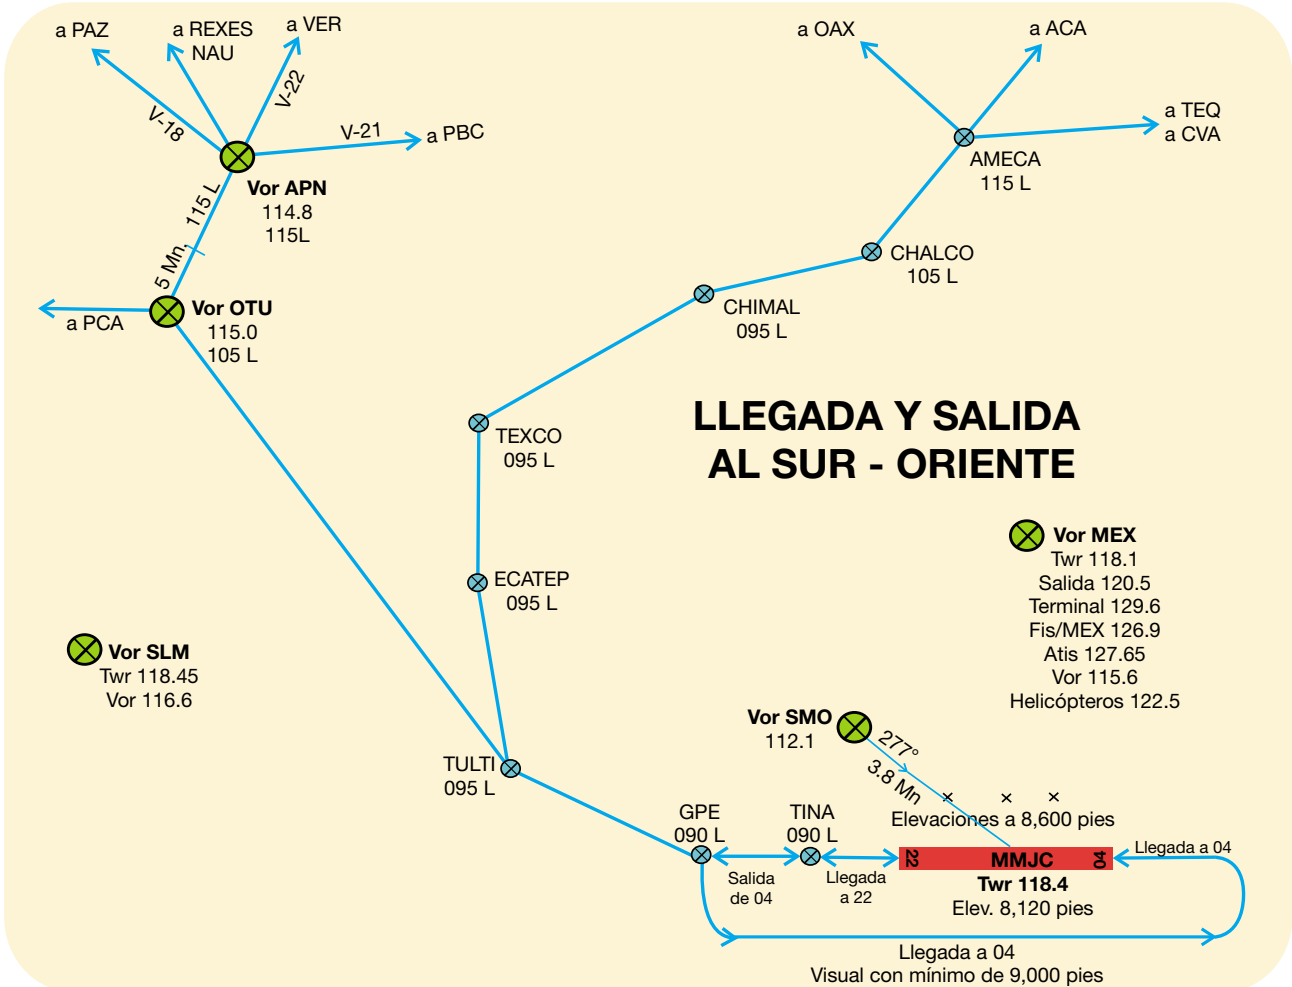 a PAZ
a REXES
NAU
a VER
V-18
V-22
V-21
a PBC
Vor APN
114.8
115L
115 L
5 Mn,
a PCA
Vor OTU
115.0
105 L
a OAX
a ACA
a TEQ
a CVA
AMECA
115 L
CHALCO
105 L
CHIMAL
095 L
TEXCO
095 L
ECATEP
095 L
LLEGADA Y SALIDA
AL SUR - ORIENTE
Vor MEX
Twr 118.1
Salida 120.5
Terminal 129.6
Fis/MEX 126.9
Atis 127.65
Vor 115.6
Helicópteros 122.5
Vor SLM
Twr 118.45
Vor 116.6
Vor SMO
112.1
277°
3.8 Mn
TULTI
095 L
GPE
090 L
TINA
090 L
Elevaciones a 8,600 pies
Salida
de 04
Llegada
a 22
22
MMJC
04
Llegada a 04
Twr 118.4
Elev. 8,120 pies
Llegada a 04
Visual con mínimo de 9,000 pies